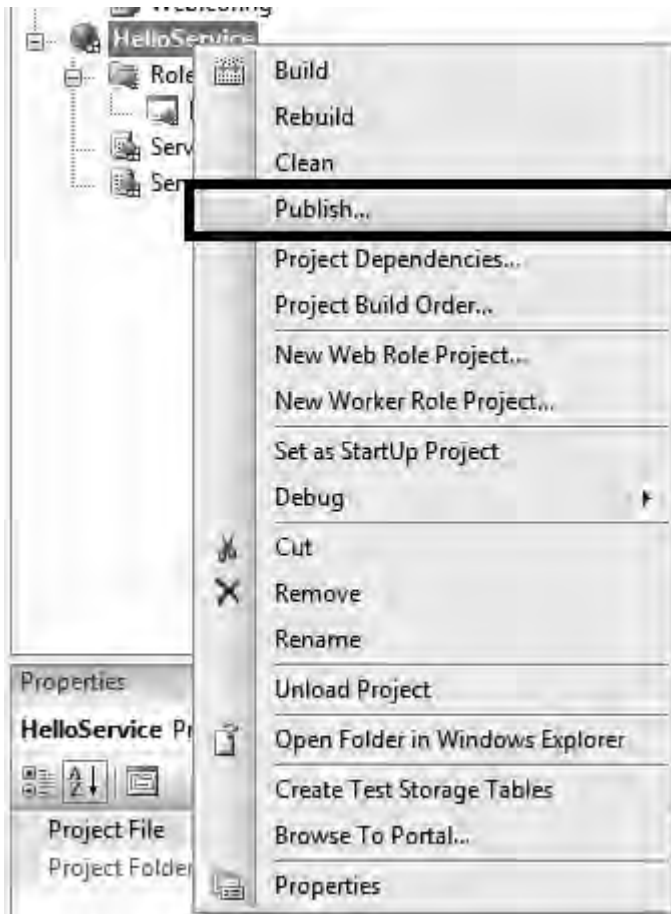 HelloService
Role
Serv
Ser
Build
Rebuild
Clean
Publish...
Project Dependencies...
Project Build Order...
New Web Role Project...
New Worker Role Project...
Set as StartUp Project
Debug
Cut
Remove
Rename
Unload Project
Open Folder in Windows Explorer
Create Test Storage Tables
Browse To Portal...
Properties
Properties
HelloService Pr
Project File
Project Folder